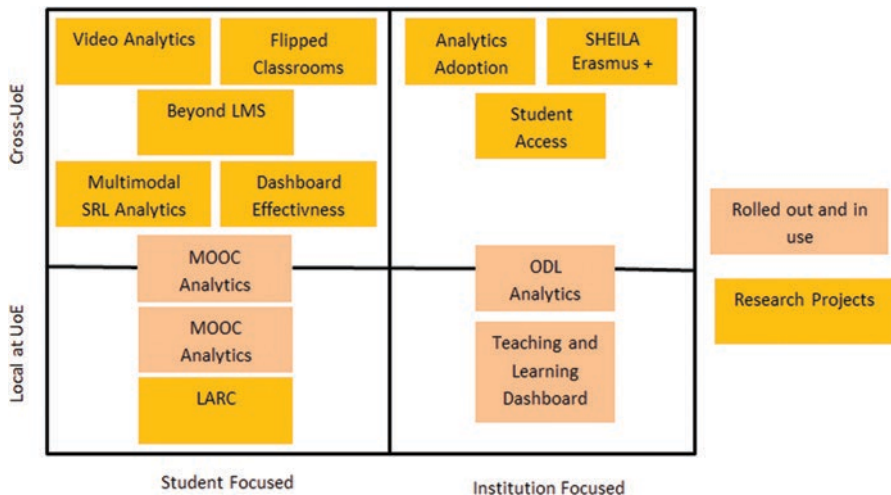 Cross-UoE
Video Analytics
Flipped
Classrooms
Beyond LMS
Multimodal
SRL Analytics
Dashboard
Effectivness
Analytics
Adoption
SHEILA
Erasmus +
Student
Access
Local at UoE
MOOC
Analytics
MOOC
Analytics
LARC
ODL
Analytics
Teaching and
Learning
Dashboard
Rolled out and in
use
Research Projects
Student Focused
Institution Focused